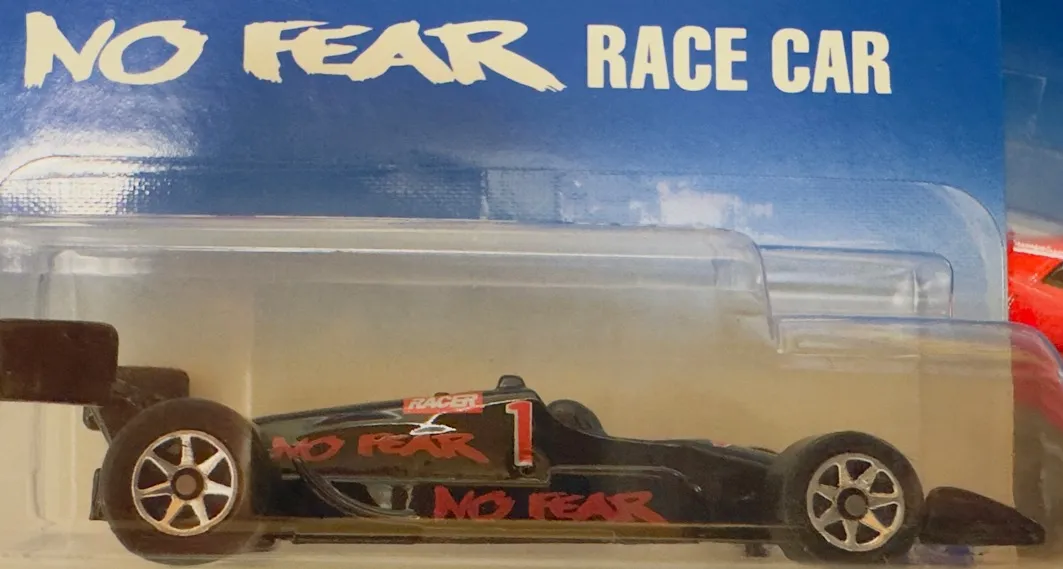 NO FEAR RACE CAR
RACER
1
NO FEAR
NO FEAR